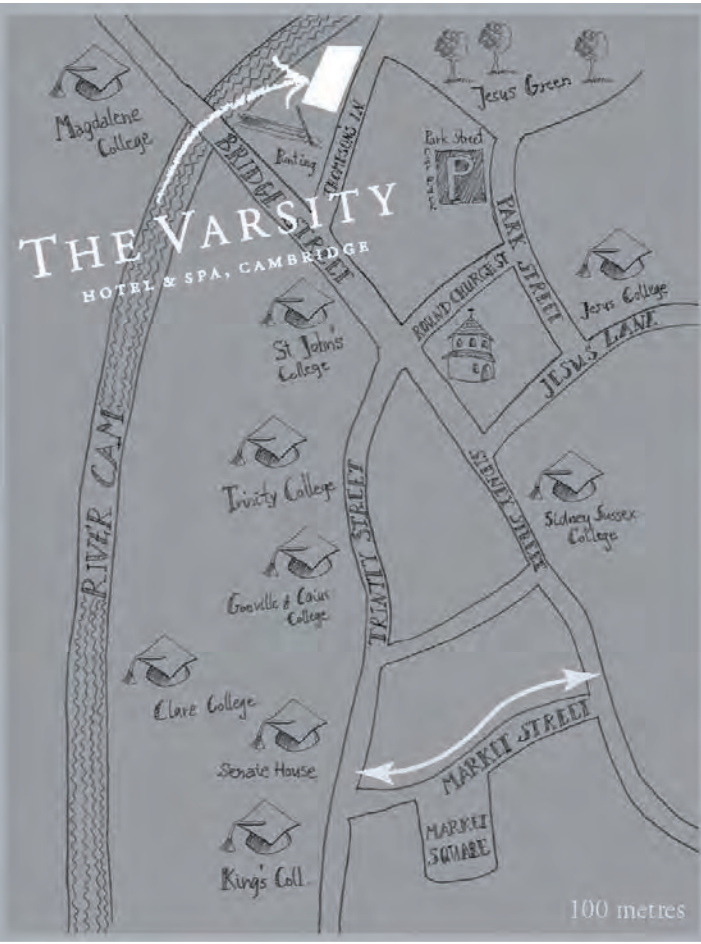 Magdalene
College
Jesus Green
Park Street
car park
P
Punting
THOMPSONS LN
BRIDGE STREET
PARK STREET
THE VARSITY
HOTEL & SPA, CAMBRIDGE
ROUND CHURCH ST
Jesus College
JESUS LANE
St John's
College
RIVER CAM
Trinity College
TRINITY STREET
SIDNEY STREET
Sidney Sussex
College
Gonville & Caius
College
Clare College
Senate House
MARKET STREET
MARKET
SQUARE
King's Coll.
100 metres